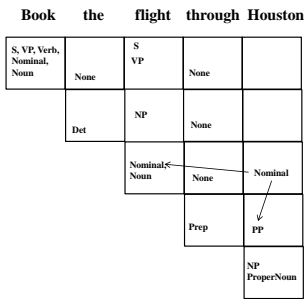 Book the flight through Houston
S, VP, Verb,
Nominal,
Noun
None
S
VP
None
Det
NP
None
Nominal,
Noun
None
Nominal
Prep
PP
NP
ProperNoun